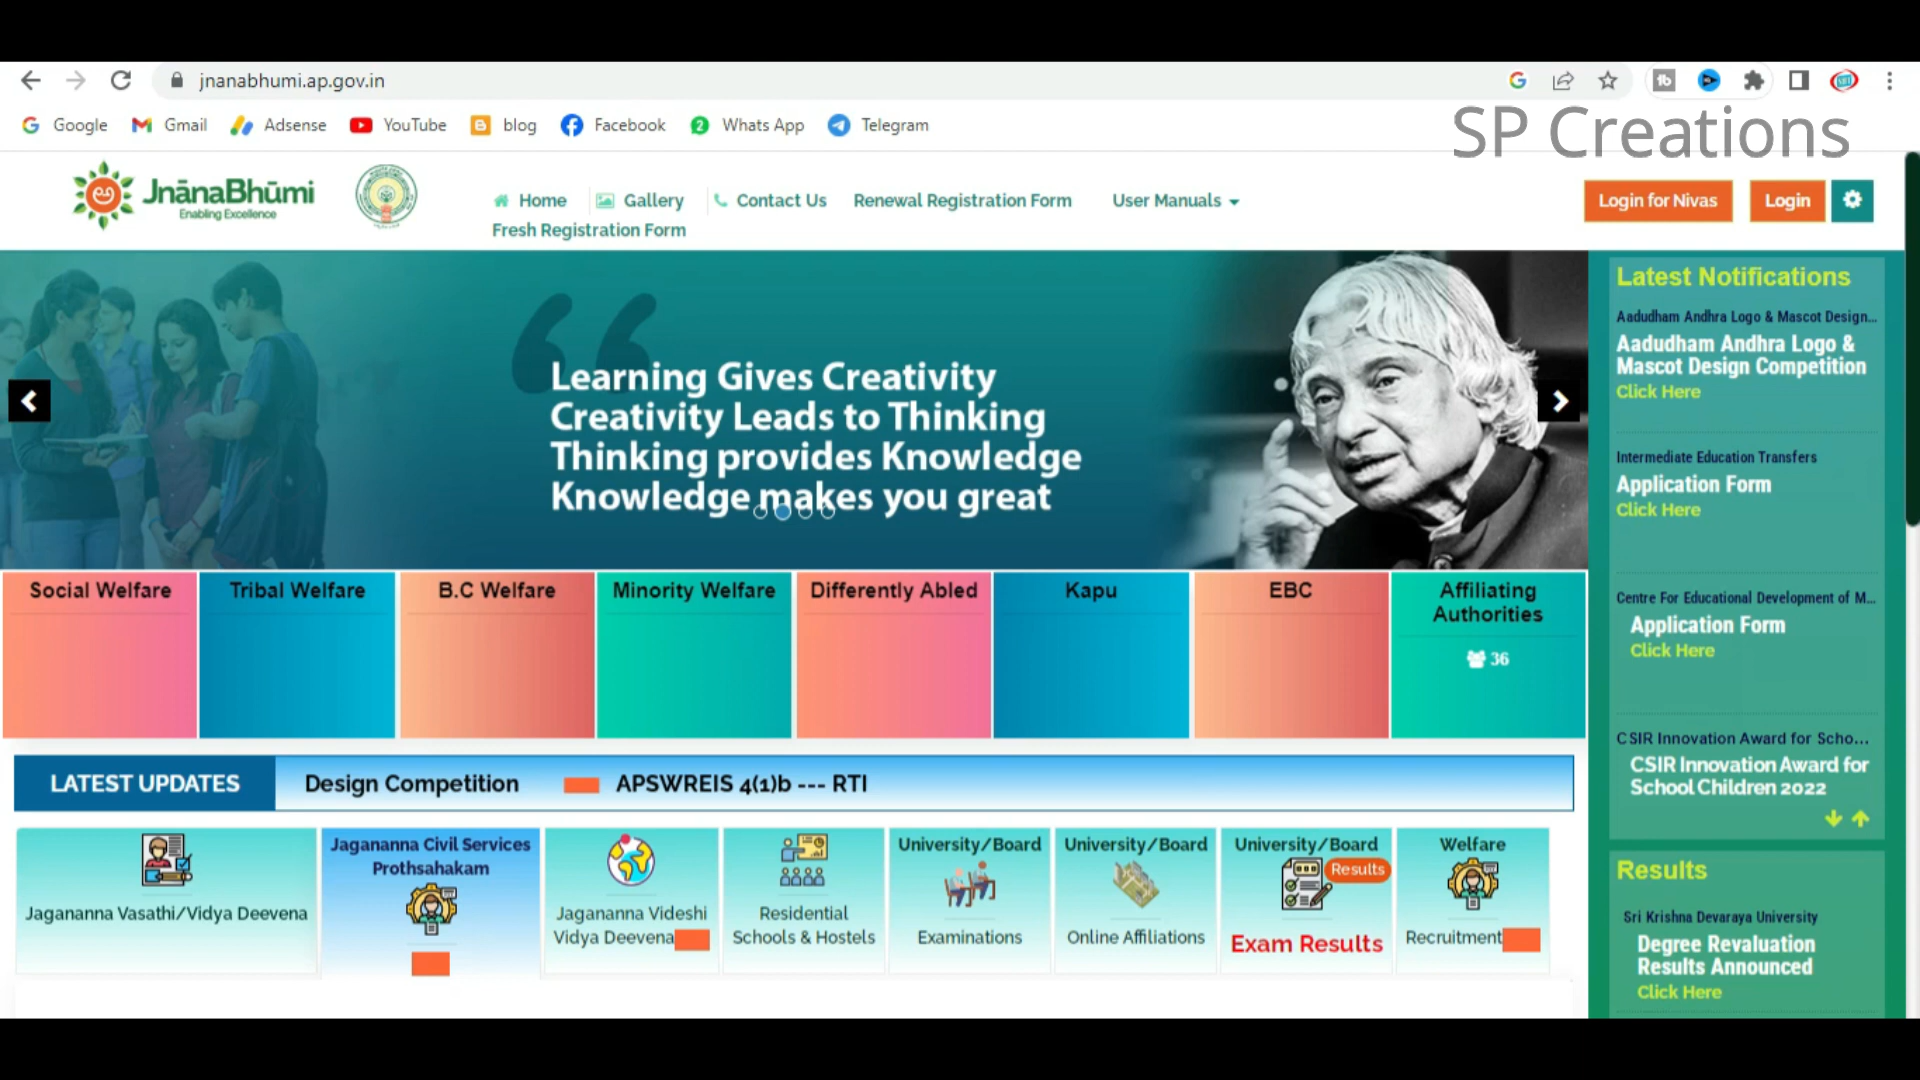 jnanabhumi.ap.gov.in
Google Gmail Adsense YouTube blog Facebook Whats App Telegram
SP Creations
JnānaBhūmi
Enabling Excellence
Home Gallery Contact Us Renewal Registration Form User Manuals
Fresh Registration Form
Login for Nivas Login
Learning Gives Creativity
Creativity Leads to Thinking
Thinking provides Knowledge
Knowledge makes you great
Latest Notifications
Aadudham Andhra Logo & Mascot Design...
Aadudham Andhra Logo &
Mascot Design Competition
Click Here
Intermediate Education Transfers
Application Form
Click Here
Centre For Educational Development of M...
Application Form
Click Here
CSIR Innovation Award for Scho...
CSIR Innovation Award for
School Children 2022
Results
Sri Krishna Devaraya University
Degree Revaluation
Results Announced
Click Here
Social Welfare
Tribal Welfare
B.C Welfare
Minority Welfare
Differently Abled
Kapu
EBC
Affiliating
Authorities
36
LATEST UPDATES Design Competition APSWREIS 4(1)b --- RTI
Jagananna Vasathi/Vidya Deevena
Jagananna Civil Services
Prothsahakam
Jagananna Videshi
Vidya Deevena
Residential
Schools & Hostels
University/Board
Examinations
University/Board
Online Affiliations
University/Board
Results
Exam Results
Welfare
Recruitment